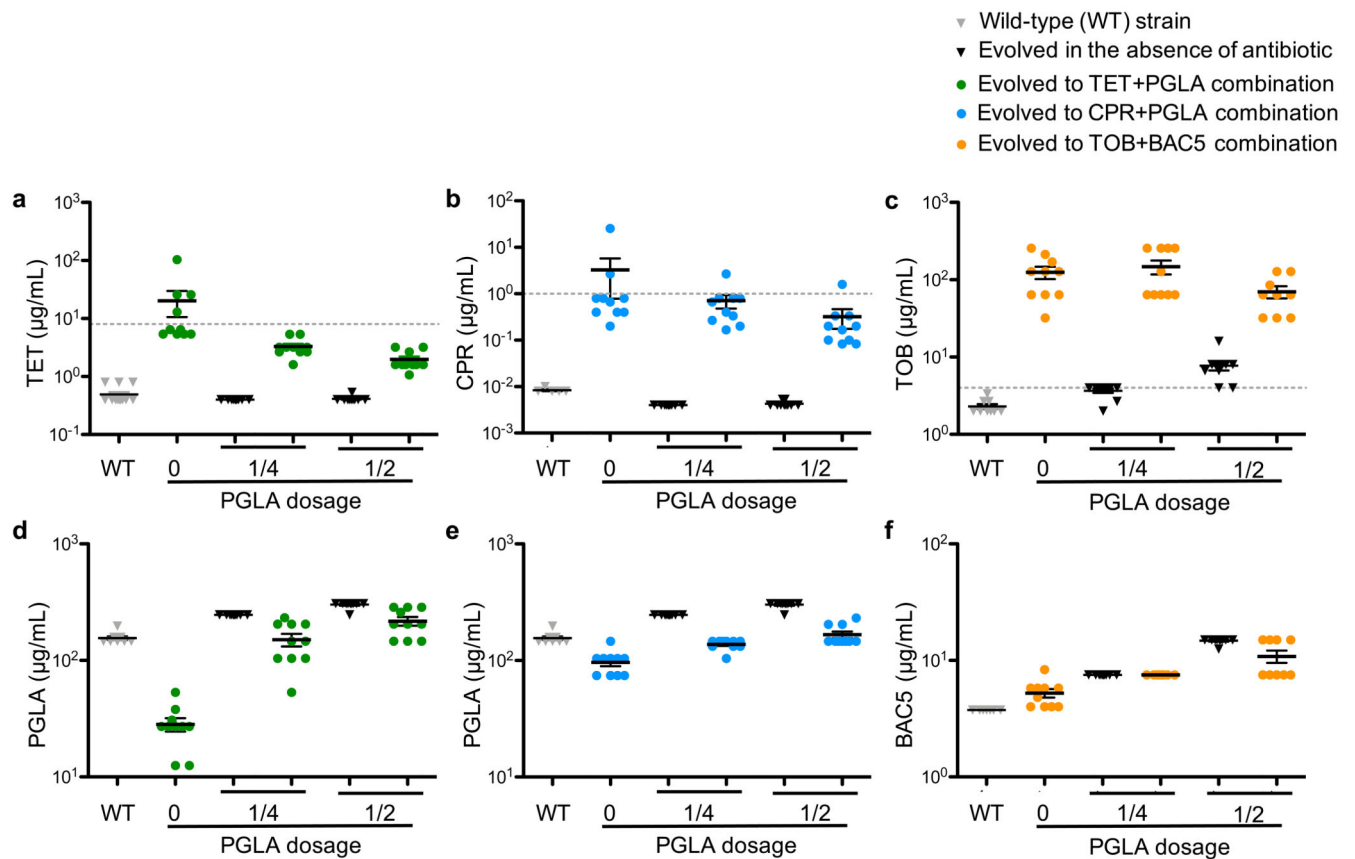 Wild-type (WT) strain
Evolved in the absence of antibiotic
Evolved to TET+PGLA combination
Evolved to CPR+PGLA combination
Evolved to TOB+BAC5 combination
a
TET (µg/mL)
10³
10²
10¹
10⁰
10⁻¹
WT 0 1/4 1/2
PGLA dosage
b
CPR (µg/mL)
10²
10¹
10⁰
10⁻¹
10⁻²
10⁻³
WT 0 1/4 1/2
PGLA dosage
c
TOB (µg/mL)
10³
10²
10¹
10⁰
WT 0 1/4 1/2
PGLA dosage
d
PGLA (µg/mL)
10³
10²
10¹
WT 0 1/4 1/2
PGLA dosage
e
PGLA (µg/mL)
10³
10²
10¹
WT 0 1/4 1/2
PGLA dosage
f
BAC5 (µg/mL)
10²
10¹
10⁰
WT 0 1/4 1/2
PGLA dosage